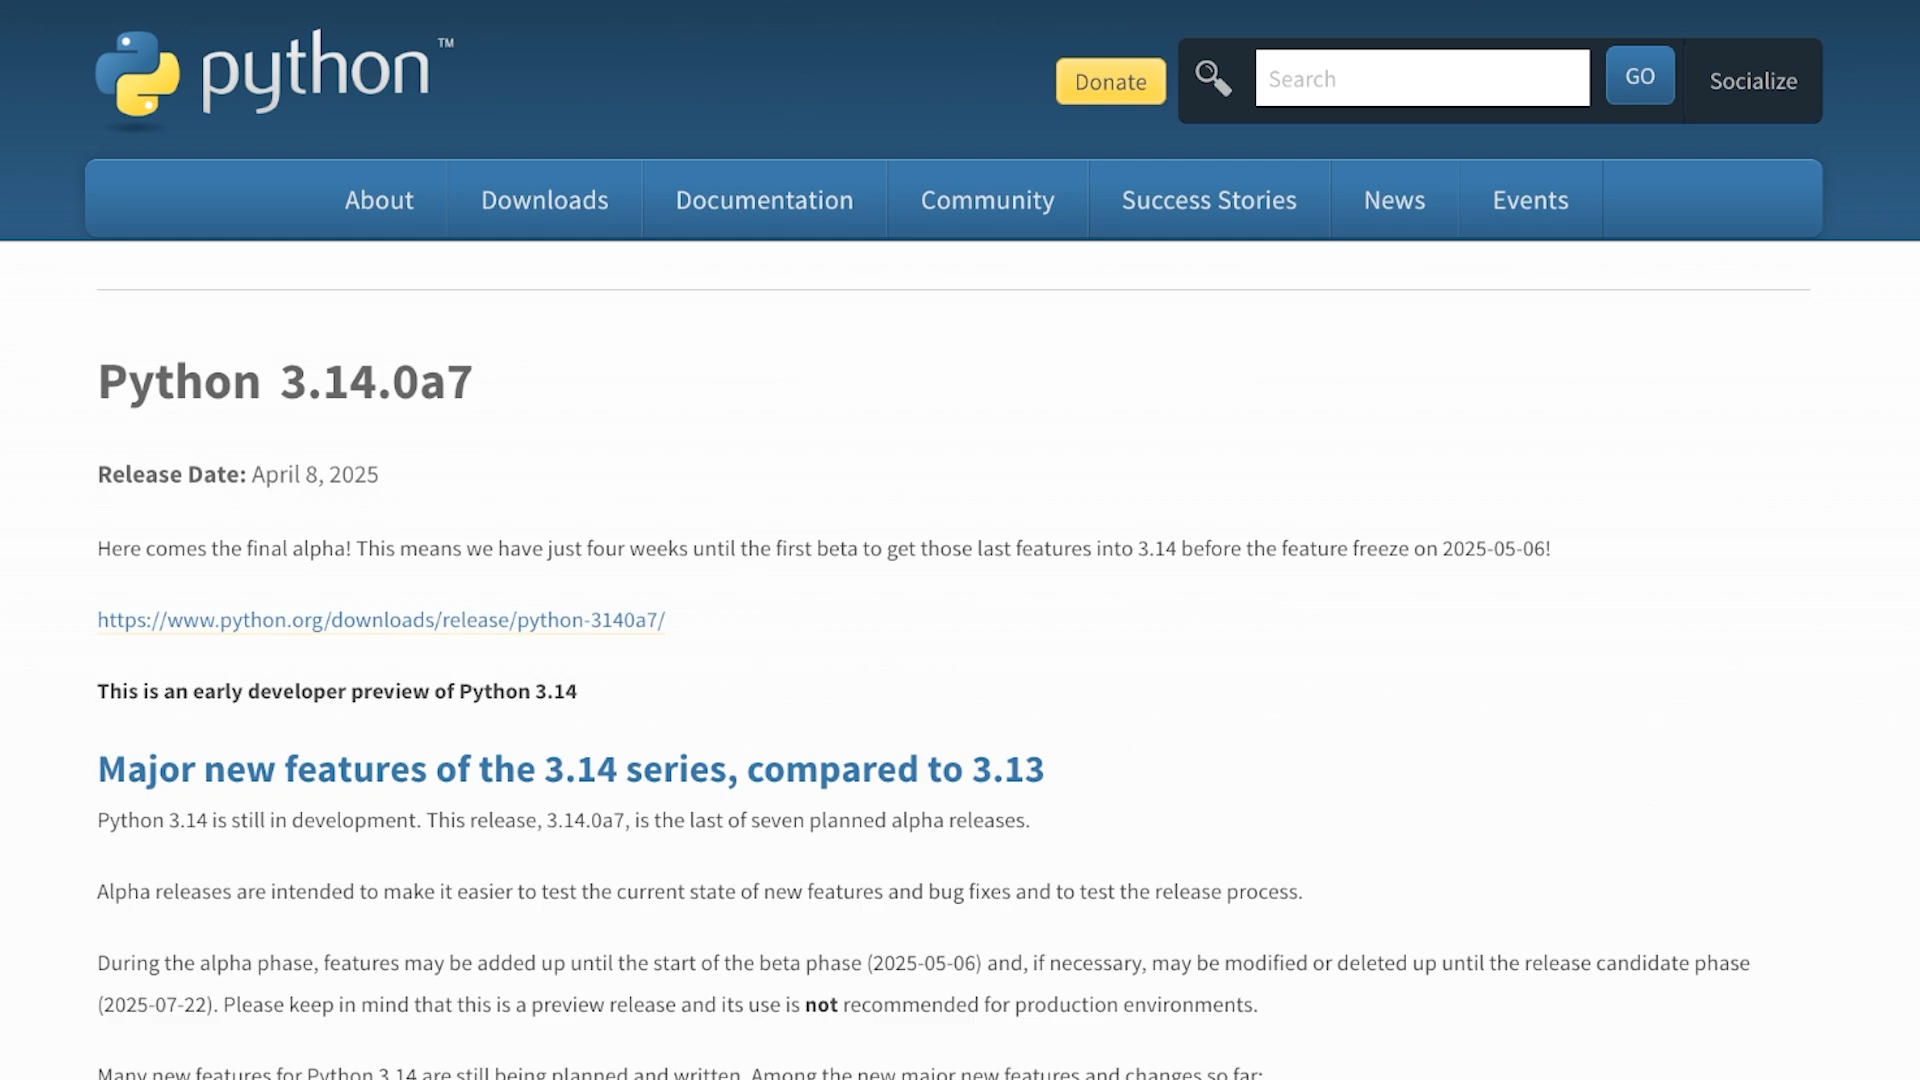 python™
Donate
Search
GO
Socialize
About
Downloads
Documentation
Community
Success Stories
News
Events
Python 3.14.0a7
Release Date: April 8, 2025
Here comes the final alpha! This means we have just four weeks until the first beta to get those last features into 3.14 before the feature freeze on 2025-05-06!
https://www.python.org/downloads/release/python-3140a7/
This is an early developer preview of Python 3.14
Major new features of the 3.14 series, compared to 3.13
Python 3.14 is still in development. This release, 3.14.0a7, is the last of seven planned alpha releases.
Alpha releases are intended to make it easier to test the current state of new features and bug fixes and to test the release process.
During the alpha phase, features may be added up until the start of the beta phase (2025-05-06) and, if necessary, may be modified or deleted up until the release candidate phase
(2025-07-22). Please keep in mind that this is a preview release and its use is not recommended for production environments.
Many new features for Python 3.14 are still being planned and written. Among the new major new features and changes so far: